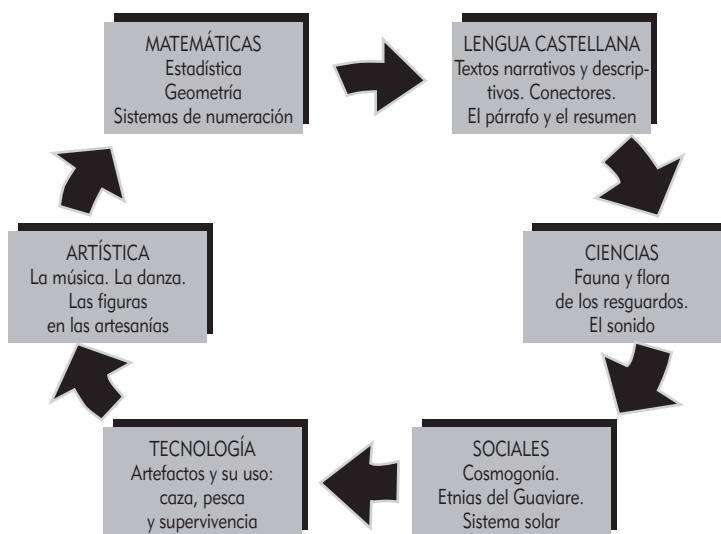 MATEMÁTICAS
Estadística
Geometría
Sistemas de numeración
LENGUA CASTELLANA
Textos narrativos y descrip-
tivos. Conectores.
El párrafo y el resumen
CIENCIAS
Fauna y flora
de los resguardos.
El sonido
SOCIALES
Cosmogonía.
Etnias del Guaviare.
Sistema solar
TECNOLOGÍA
Artefactos y su uso:
caza, pesca
y supervivencia
ARTÍSTICA
La música. La danza.
Las figuras
en las artesanías